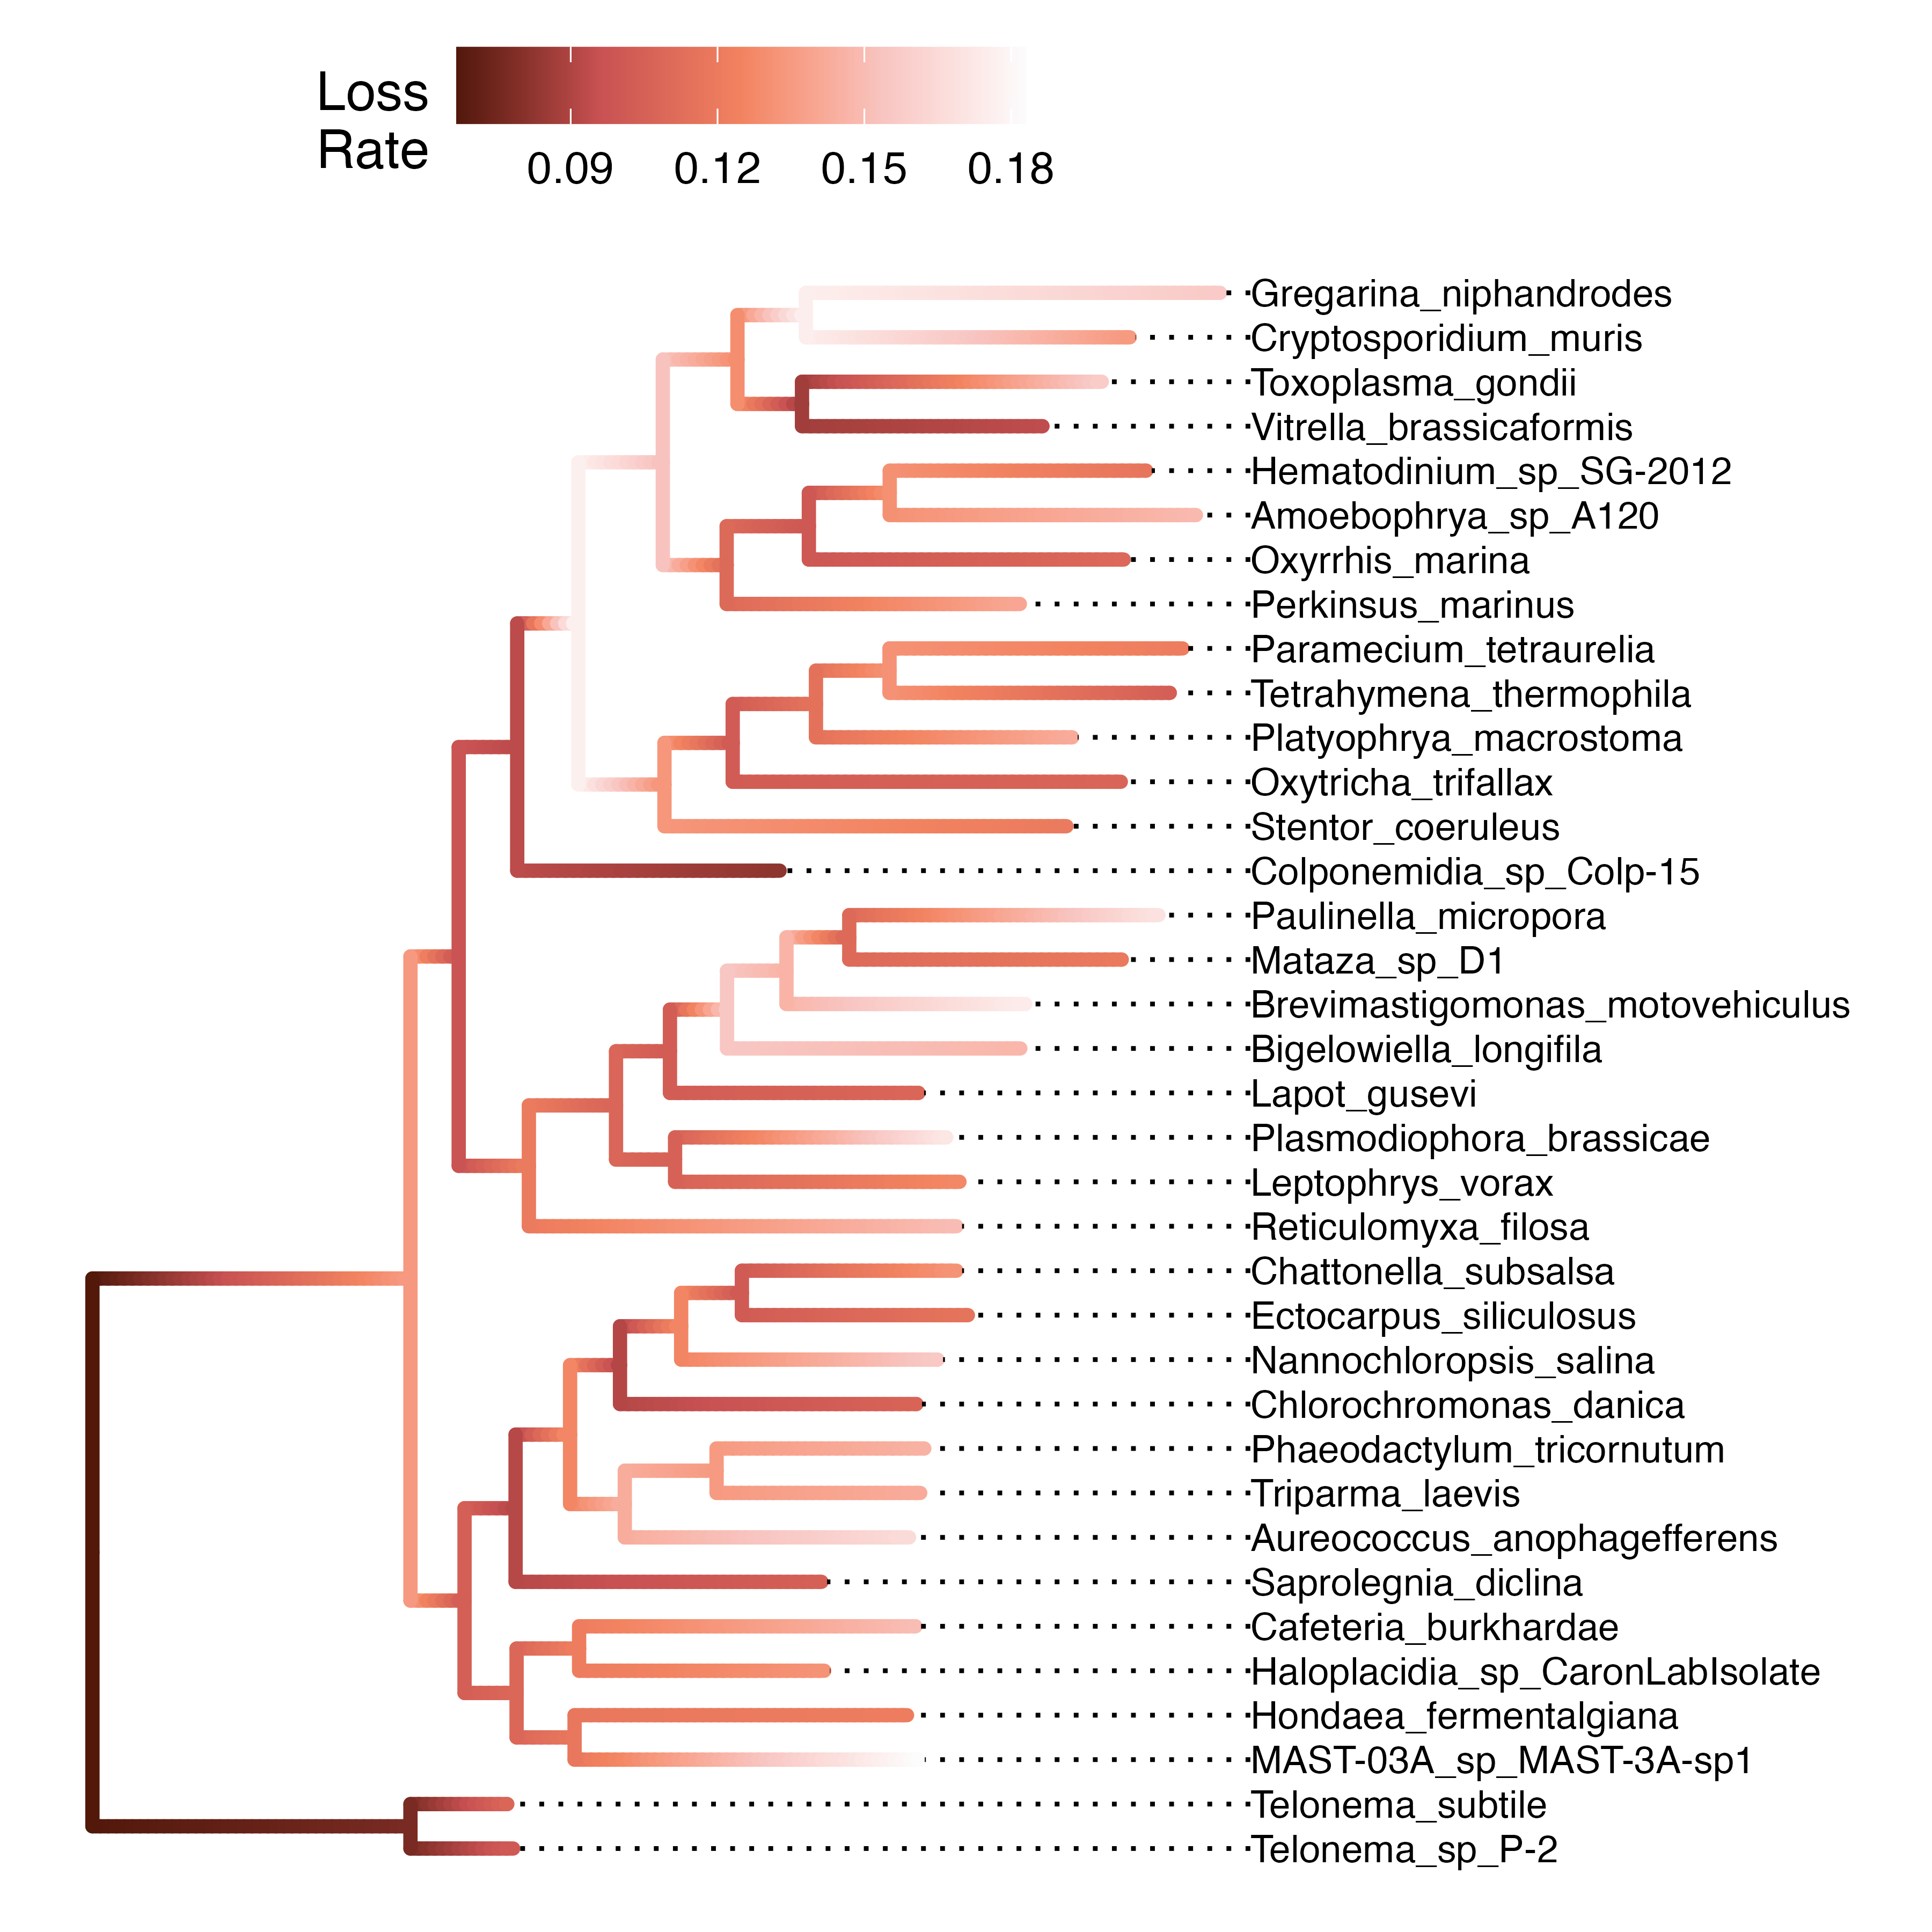 Loss
Rate
0.09 0.12 0.15 0.18
Gregarina_niphandrodes
Cryptosporidium_muris
Toxoplasma_gondii
Vitrella_brassicaformis
Hematodinium_sp_SG-2012
Amoebophrya_sp_A120
Oxyrrhis_marina
Perkinsus_marinus
Paramecium_tetraurelia
Tetrahymena_thermophila
Platyophrya_macrostoma
Oxytricha_trifallax
Stentor_coeruleus
Colponemidia_sp_Colp-15
Paulinella_micropora
Mataza_sp_D1
Brevimastigomonas_motovehiculus
Bigelowiella_longifila
Lapot_gusevi
Plasmodiophora_brassicae
Leptophrys_vorax
Reticulomyxa_filosa
Chattonella_subsalsa
Ectocarpus_siliculosus
Nannochloropsis_salina
Chlorochromonas_danica
Phaeodactylum_tricornutum
Triparma_laevis
Aureococcus_anophagefferens
Saprolegnia_diclina
Cafeteria_burkhardae
Haloplacidia_sp_CaronLabIsolate
Hondaea_fermentalgiana
MAST-03A_sp_MAST-3A-sp1
Telonema_subtile
Telonema_sp_P-2